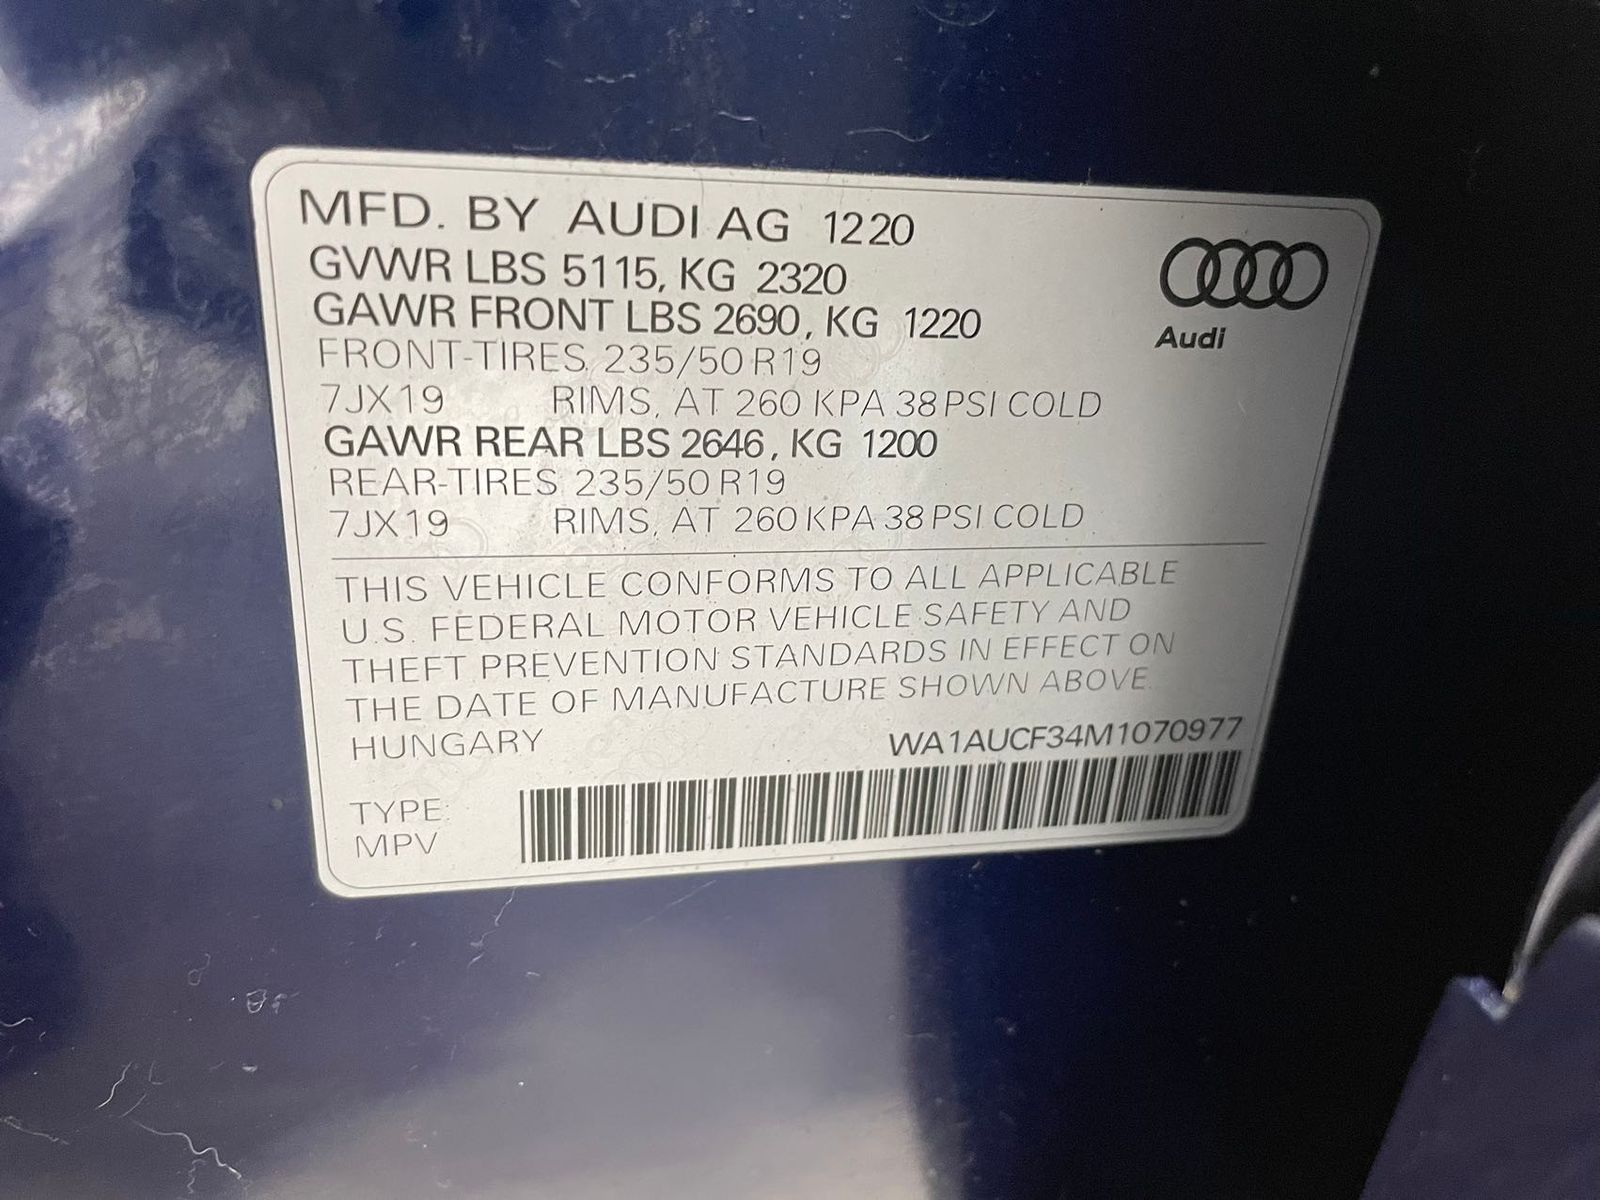 MFD. BY AUDI AG 1220
GVWR LBS 5115, KG 2320
GAWR FRONT LBS 2690, KG 1220
FRONT-TIRES 235/50 R19
7JX19 RIMS, AT 260 KPA 38 PSI COLD
GAWR REAR LBS 2646, KG 1200
REAR-TIRES 235/50 R19
7JX19 RIMS, AT 260 KPA 38 PSI COLD
Audi
THIS VEHICLE CONFORMS TO ALL APPLICABLE
U.S. FEDERAL MOTOR VEHICLE SAFETY AND
THEFT PREVENTION STANDARDS IN EFFECT ON
THE DATE OF MANUFACTURE SHOWN ABOVE.
HUNGARY WA1AUCF34M1070977
TYPE:
MPV